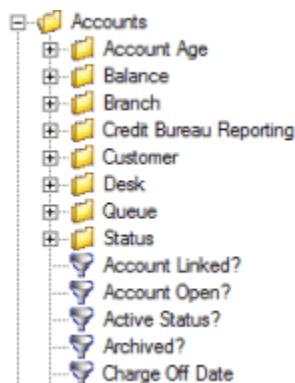 Accounts
Account Age
Balance
Branch
Credit Bureau Reporting
Customer
Desk
Queue
Status
Account Linked?
Account Open?
Active Status?
Archived?
Charge Off Date